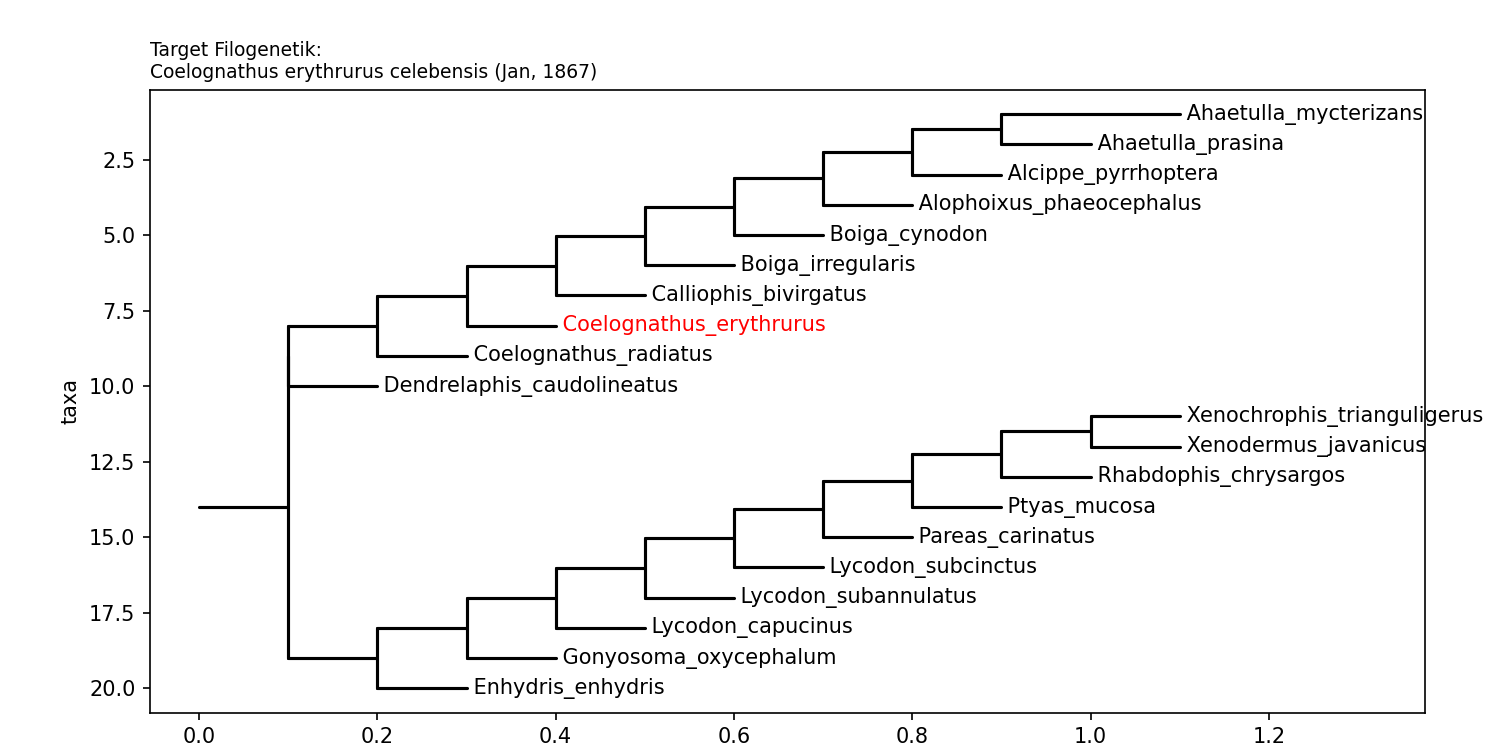 Target Filogenetik:
Coelognathus erythrurus celebensis (Jan, 1867)
Ahaetulla_mycterizans
Ahaetulla_prasina
2.5
Alcippe_pyrrhoptera
Alophoixus_phaeocephalus
5.0
Boiga_cynodon
Boiga_irregularis
Calliophis_bivirgatus
7.5
Coelognathus_erythrurus
Coelognathus_radiatus
10.0
Dendrelaphis_caudolineatus
taxa
Xenochrophis_trianguligerus
Xenodermus_javanicus
12.5
Rhabdophis_chrysargos
Ptyas_mucosa
15.0
Pareas_carinatus
Lycodon_subcinctus
Lycodon_subannulatus
17.5
Lycodon_capucinus
Gonyosoma_oxycephalum
20.0
Enhydris_enhydris
0.0 0.2 0.4 0.6 0.8 1.0 1.2